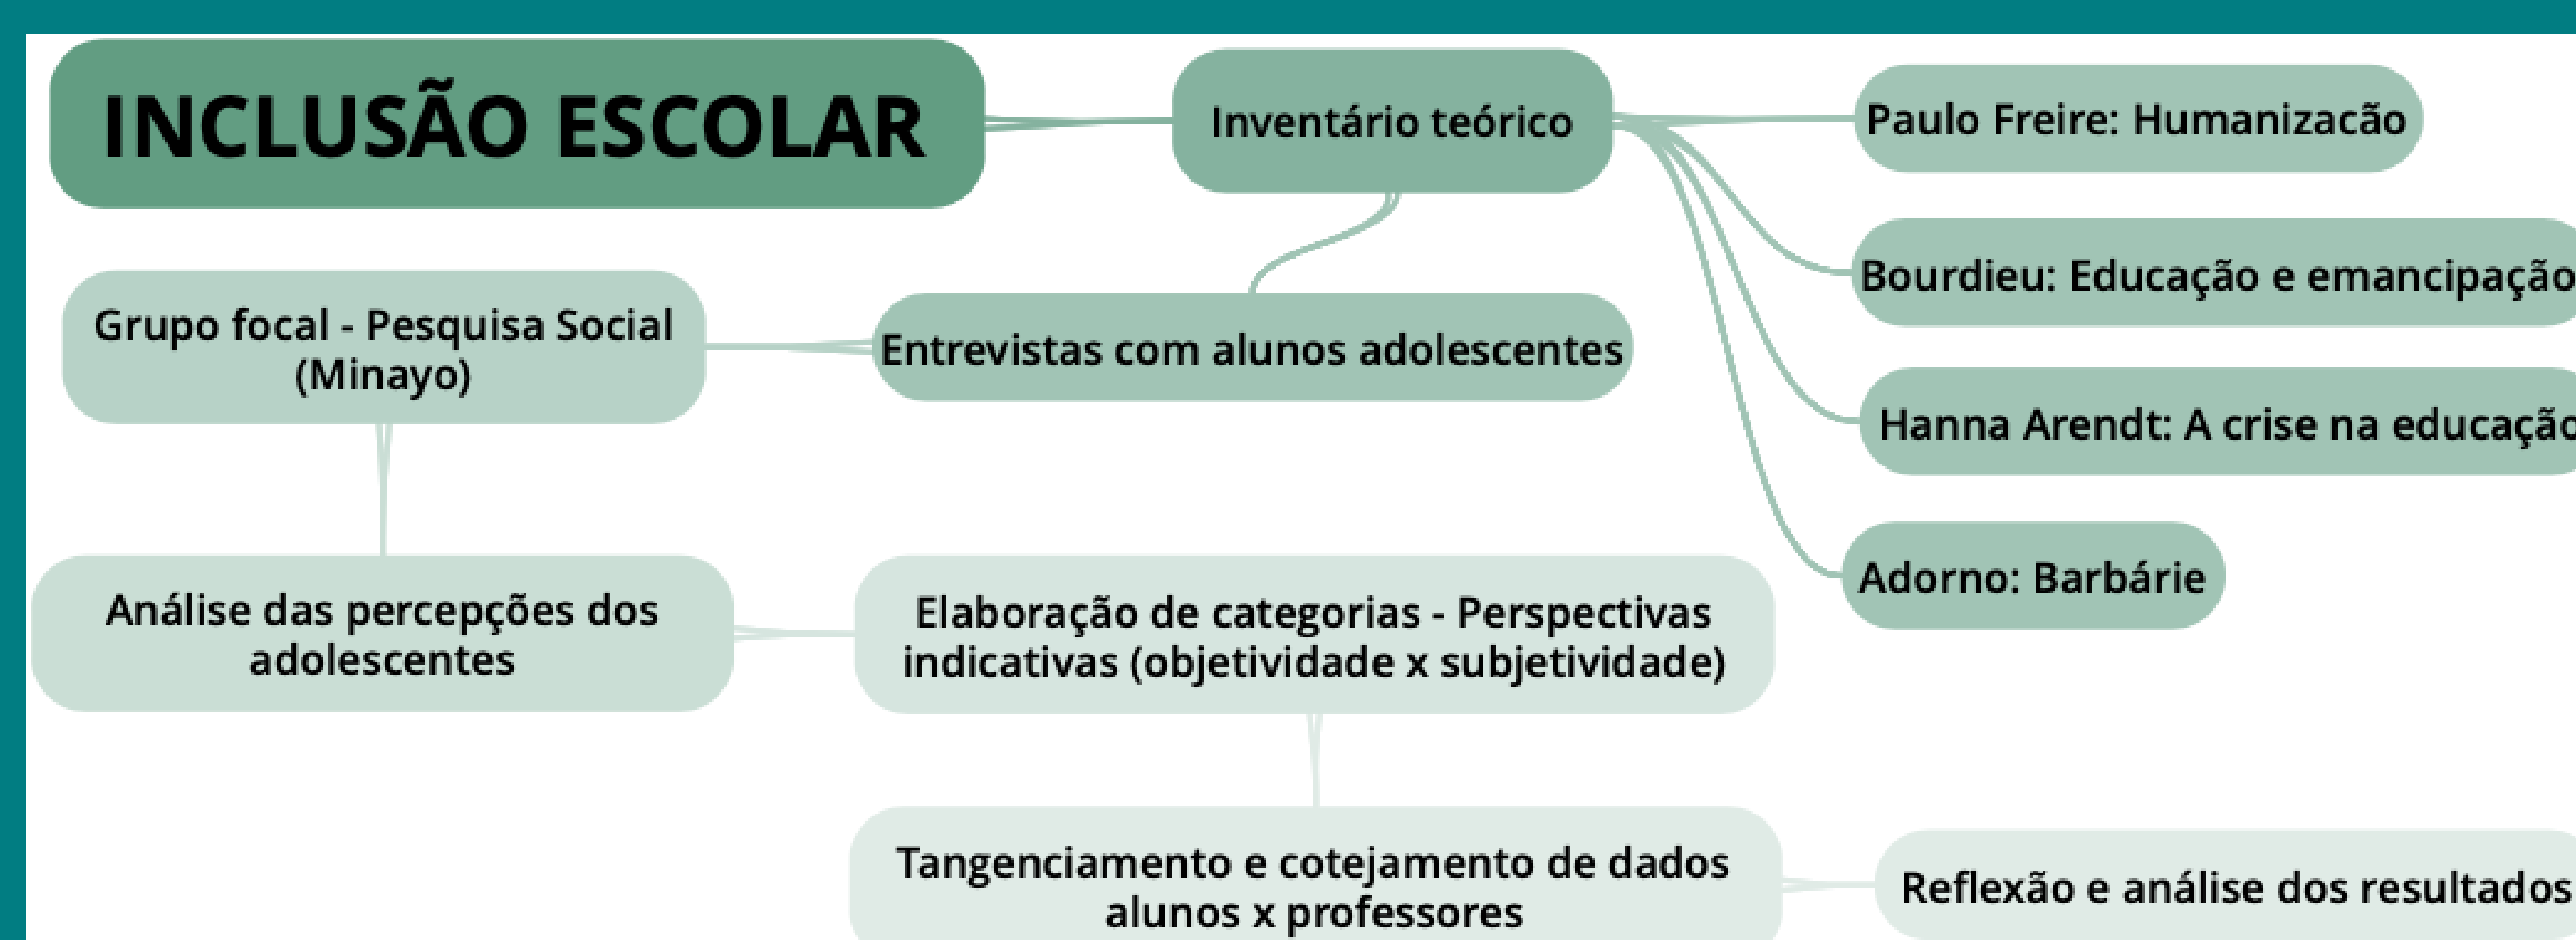 INCLUSÃO ESCOLAR
Inventário teórico
Paulo Freire: Humanizacão
Bourdieu: Educação e emancipação
Hanna Arendt: A crise na educação
Adorno: Barbárie
Entrevistas com alunos adolescentes
Grupo focal - Pesquisa Social
(Minayo)
Análise das percepções dos
adolescentes
Elaboração de categorias - Perspectivas
indicativas (objetividade x subjetividade)
Tangenciamento e cotejamento de dados
alunos x professores
Reflexão e análise dos resultados